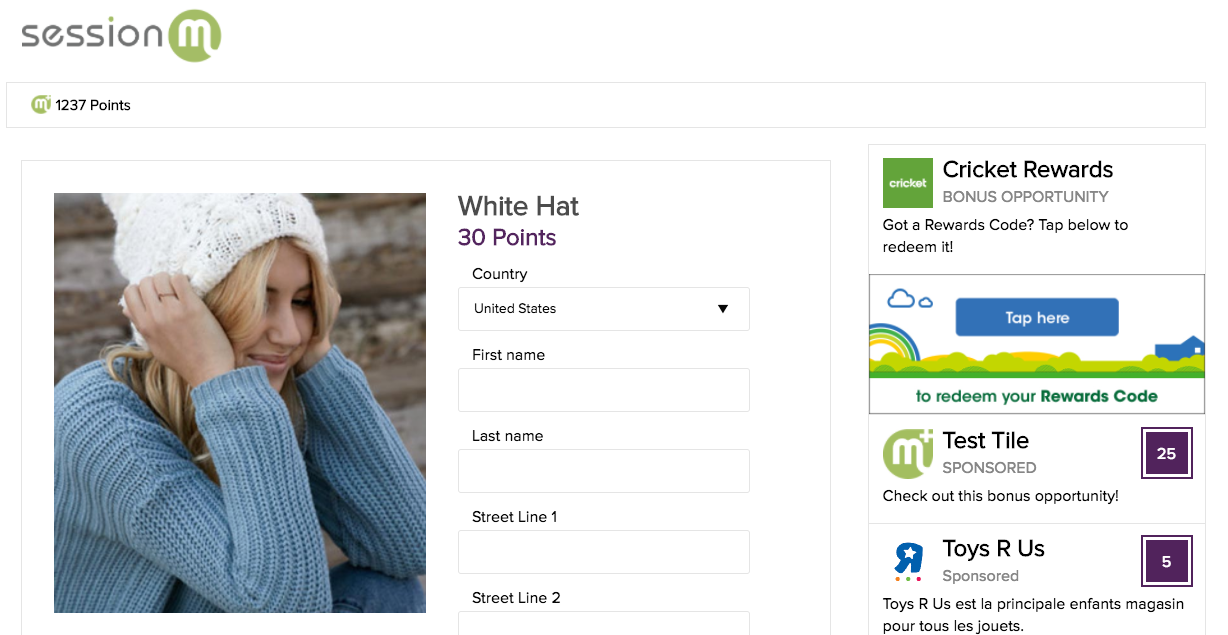 session m
m 1237 Points
White Hat
30 Points
Country
United States
First name
Last name
Street Line 1
Street Line 2
cricket
Cricket Rewards
BONUS OPPORTUNITY
Got a Rewards Code? Tap below to
redeem it!
Tap here
to redeem your Rewards Code
m+
Test Tile
SPONSORED
25
Check out this bonus opportunity!
R
Toys R Us
Sponsored
5
Toys R Us est la principale enfants magasin
pour tous les jouets.